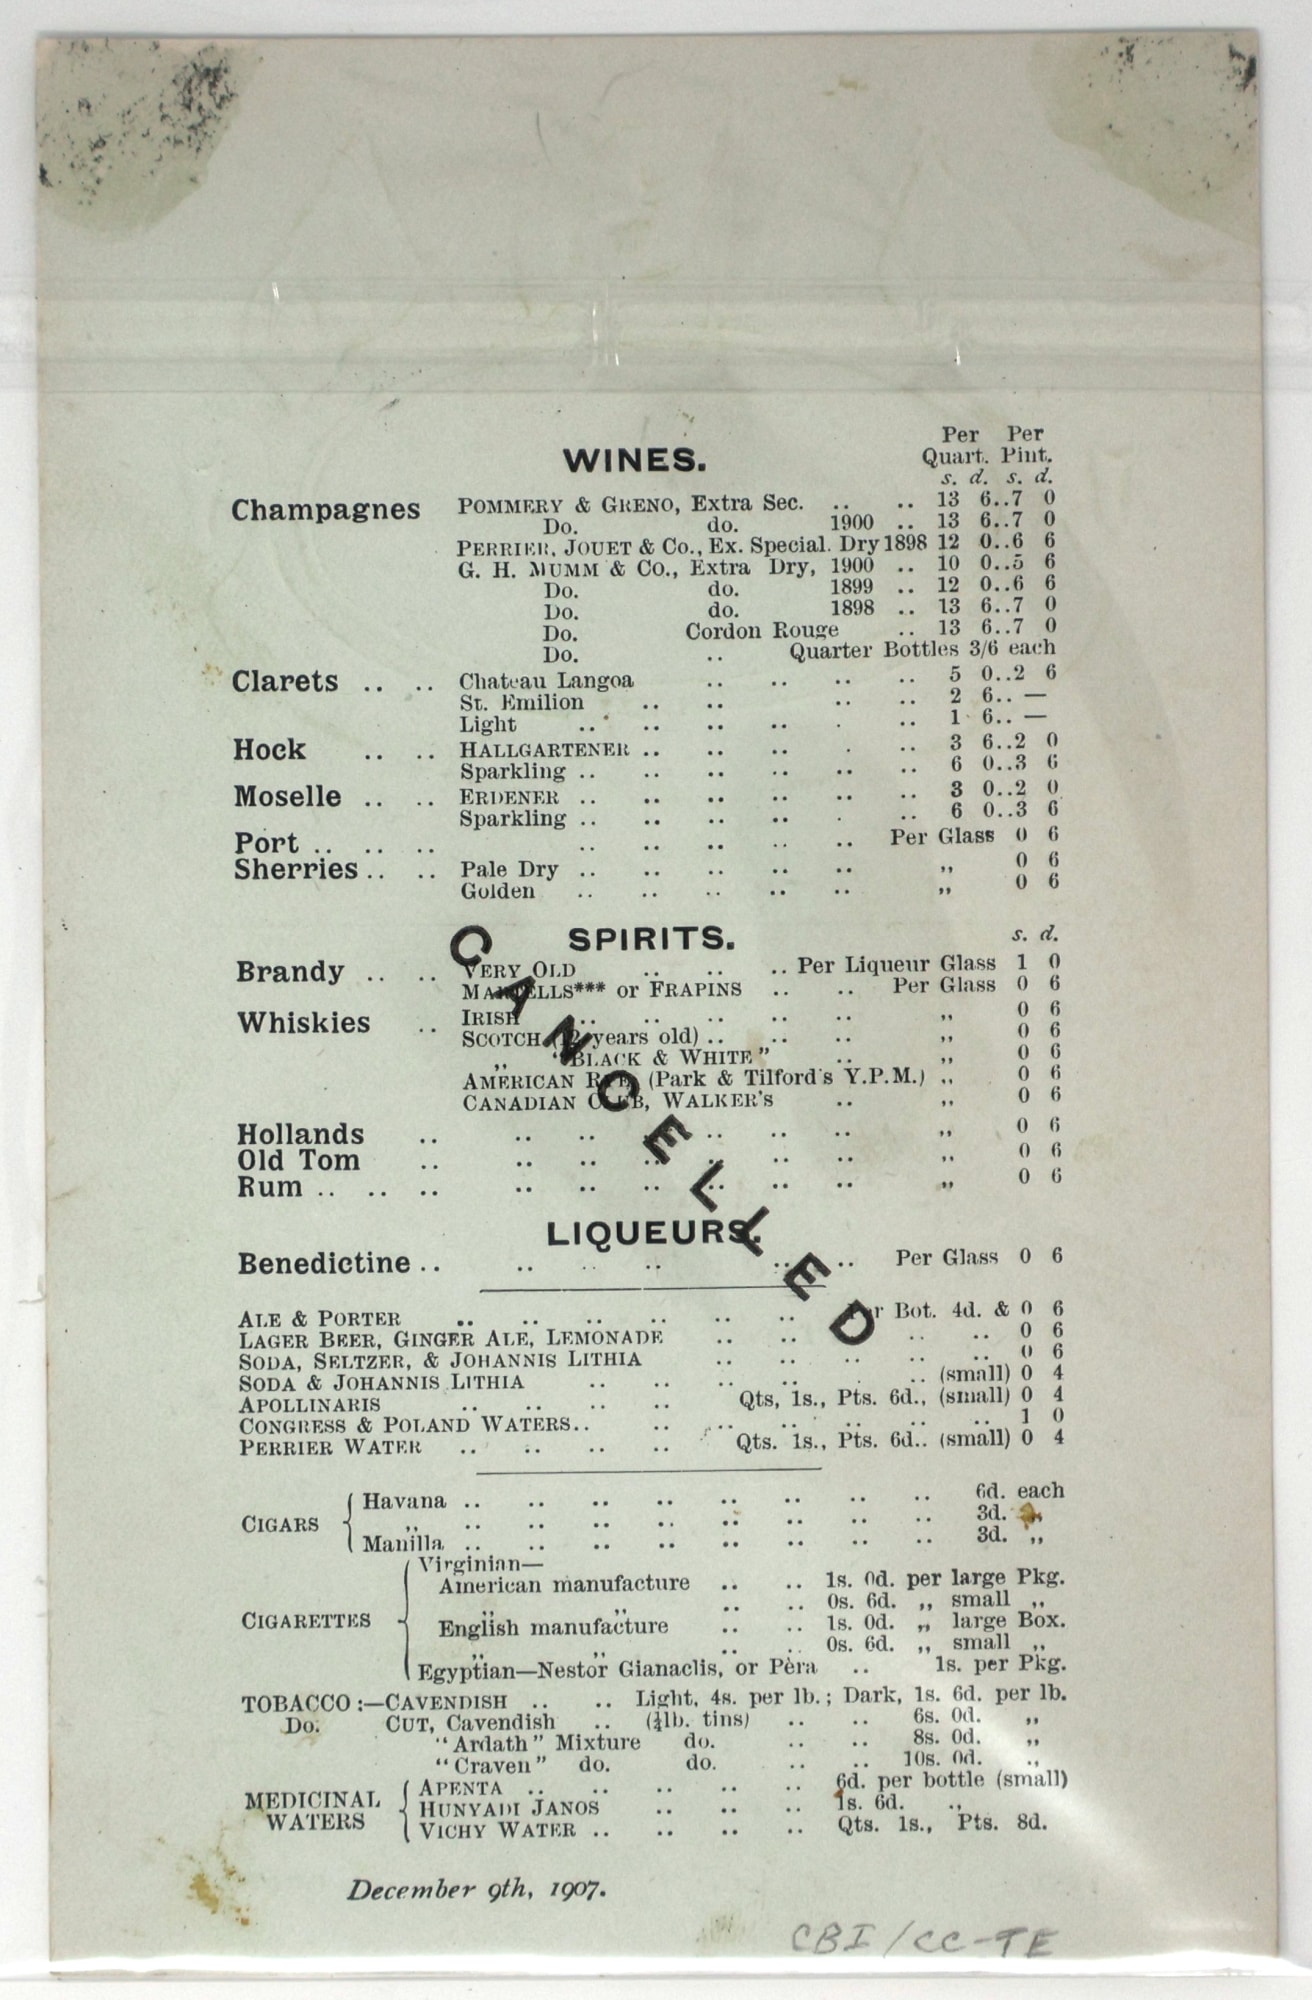 Per Per
WINES. Quart. Pint.
s. d. s. d.
Champagnes POMMERY & GRENO, Extra Sec. .. .. 13 6..7 0
Do. do. 1900 .. 13 6..7 0
PERRIER, JOUET & Co., Ex. Special. Dry 1898 12 0..6 6
G. H. MUMM & Co., Extra Dry, 1900 .. 10 0..5 6
Do. do. 1899 .. 12 0..6 6
Do. do. 1898 .. 13 6..7 0
Do. Cordon Rouge .. 13 6..7 0
Do. .. Quarter Bottles 3/6 each
Clarets .. .. Chateau Langoa .. .. .. .. 5 0..2 6
St. Emilion .. .. .. .. 2 6.. —
Light .. .. .. .. . .. 1 6.. —
Hock .. .. HALLGARTENER .. .. .. . .. 3 6..2 0
Sparkling .. .. .. .. .. .. 6 0..3 6
Moselle .. .. ERDENER .. .. .. .. .. .. 3 0..2 0
Sparkling .. .. .. .. . .. 6 0..3 6
Port .. .. .. .. .. .. .. .. Per Glass 0 6
Sherries .. .. Pale Dry .. .. .. .. .. ,, 0 6
Golden .. .. .. .. .. ,, 0 6
SPIRITS. s. d.
Brandy .. .. VERY OLD .. .. .. Per Liqueur Glass 1 0
MARTELLS*** or FRAPINS .. .. Per Glass 0 6
Whiskies .. IRISH .. .. .. .. .. ,, 0 6
SCOTCH (12 years old) .. .. .. ,, 0 6
,, "BLACK & WHITE" .. ,, 0 6
AMERICAN RYE, (Park & Tilford's Y.P.M.) ,, 0 6
CANADIAN CLUB, WALKER'S .. ,, 0 6
Hollands .. .. .. .. .. .. .. ,, 0 6
Old Tom .. .. .. .. .. .. .. ,, 0 6
Rum .. .. .. .. .. .. .. .. .. ,, 0 6
CANCELLED
LIQUEURS.
Benedictine .. .. .. .. .. .. Per Glass 0 6
ALE & PORTER .. .. .. .. .. .. Per Bot. 4d. & 0 6
LAGER BEER, GINGER ALE, LEMONADE .. .. .. .. 0 6
SODA, SELTZER, & JOHANNIS LITHIA .. .. .. .. .. 0 6
SODA & JOHANNIS LITHIA .. .. .. .. .. (small) 0 4
APOLLINARIS .. .. .. .. Qts, 1s., Pts. 6d., (small) 0 4
CONGRESS & POLAND WATERS.. .. .. .. .. .. .. 1 0
PERRIER WATER .. .. .. .. Qts. 1s., Pts. 6d.. (small) 0 4
Havana .. .. .. .. .. .. .. .. 6d. each
CIGARS ,, .. .. .. .. .. .. .. .. 3d. ,,
Manilla .. .. .. .. .. .. .. .. 3d. ,,
Virginian—
American manufacture .. .. 1s. 0d. per large Pkg.
,, ,, .. .. 0s. 6d. ,, small ,,
CIGARETTES English manufacture .. .. 1s. 0d. ,, large Box.
,, ,, .. .. 0s. 6d. ,, small ,,
Egyptian—Nestor Gianaclis, or Pèra .. 1s. per Pkg.
TOBACCO :—CAVENDISH .. .. Light, 4s. per lb.; Dark, 1s. 6d. per lb.
Do. CUT, Cavendish .. (¼lb. tins) .. .. 6s. 0d. ,,
"Ardath" Mixture do. .. .. 8s. 0d. ,,
"Craven" do. do. .. .. 10s. 0d. .,
APENTA .. .. .. .. .. 6d. per bottle (small)
MEDICINAL WATERS HUNYADI JANOS .. .. .. 1s. 6d. .,
VICHY WATER .. .. .. .. Qts. 1s., Pts. 8d.
December 9th, 1907.
CBI/CC-TE